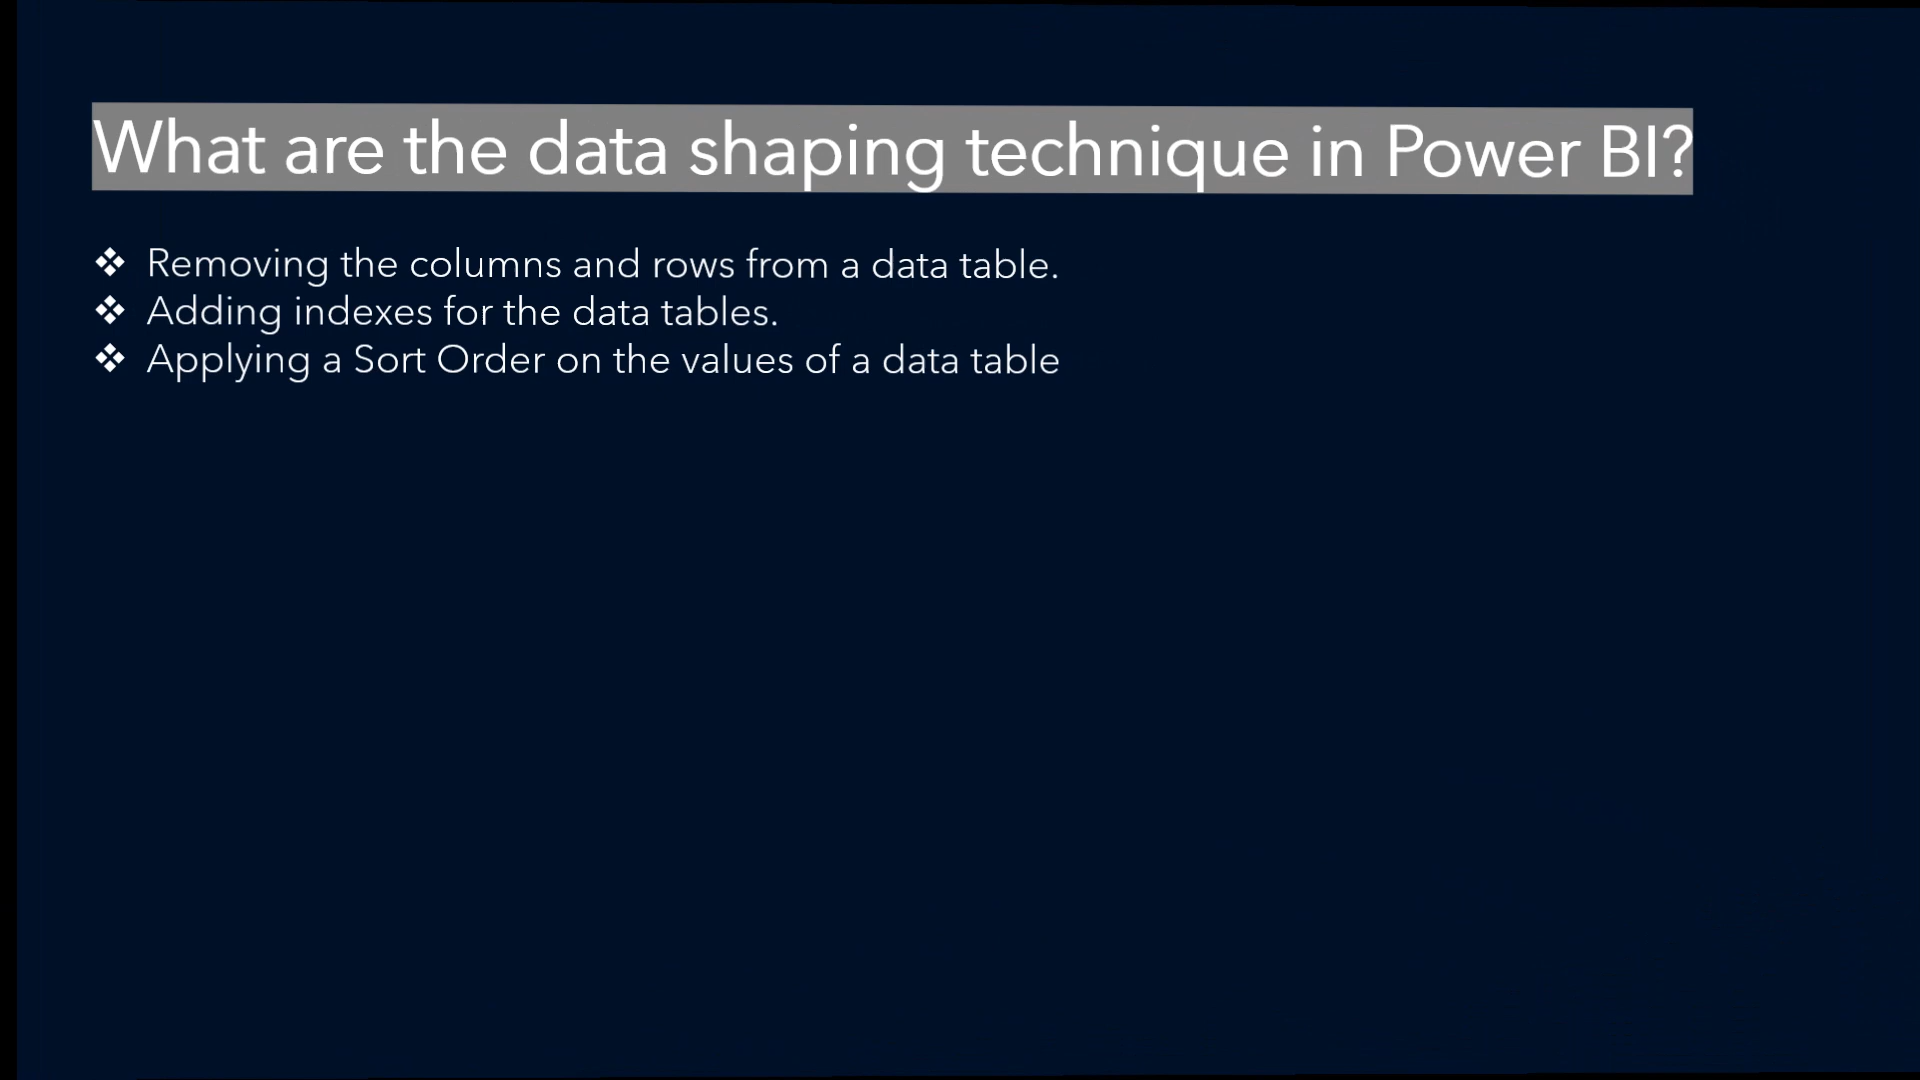 What are the data shaping technique in Power BI?
❖ Removing the columns and rows from a data table.
❖ Adding indexes for the data tables.
❖ Applying a Sort Order on the values of a data table